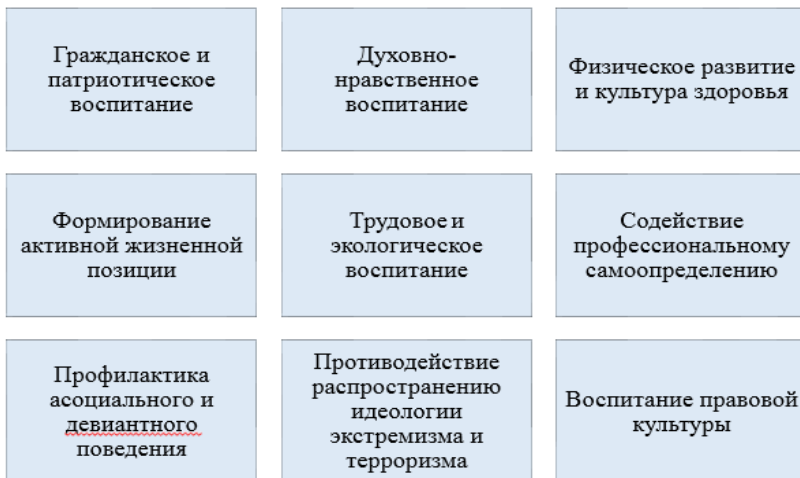 Гражданское и
патриотическое
воспитание
Духовно-
нравственное
воспитание
Физическое развитие
и культура здоровья
Формирование
активной жизненной
позиции
Трудовое и
экологическое
воспитание
Содействие
профессиональному
самоопределению
Профилактика
асоциального и
девиантного
поведения
Противодействие
распространению
идеологии
экстремизма и
терроризма
Воспитание правовой
культуры